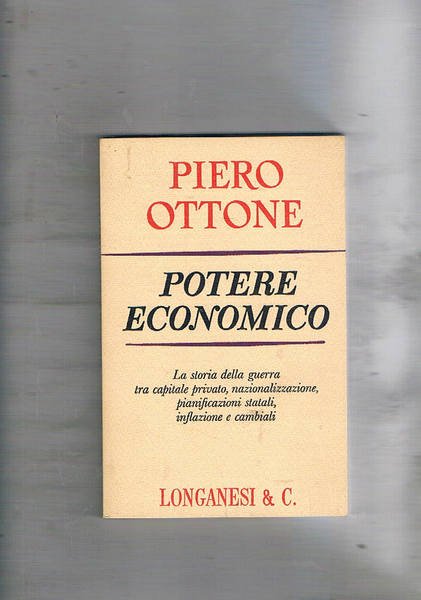 PIERO
OTTONE
POTERE
ECONOMICO
La storia della guerra
tra capitale privato, nazionalizzazione,
pianificazioni statali,
inflazione e cambiali
LONGANESI & C.